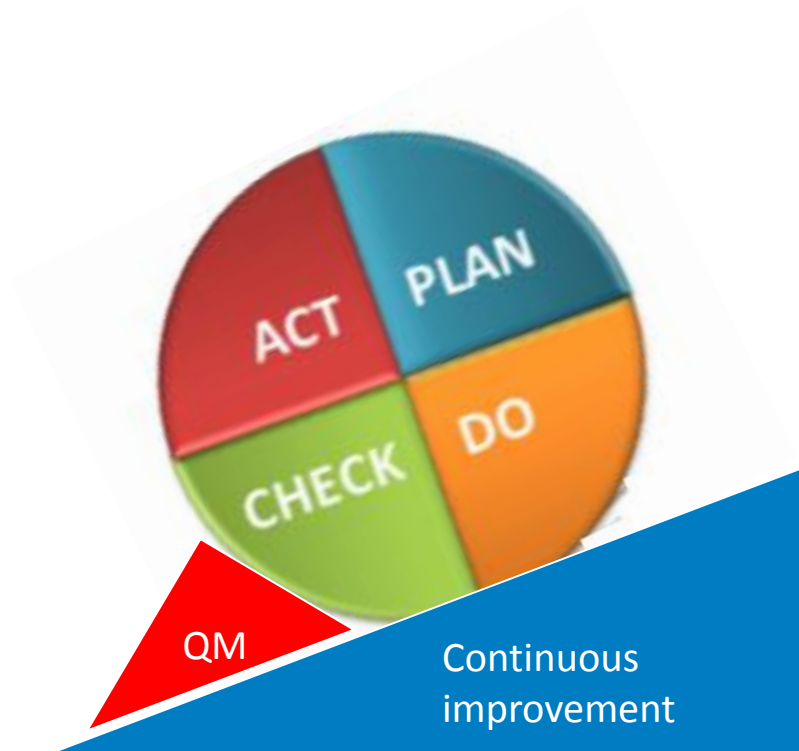 PLAN
ACT
DO
CHECK
QM
Continuous
improvement